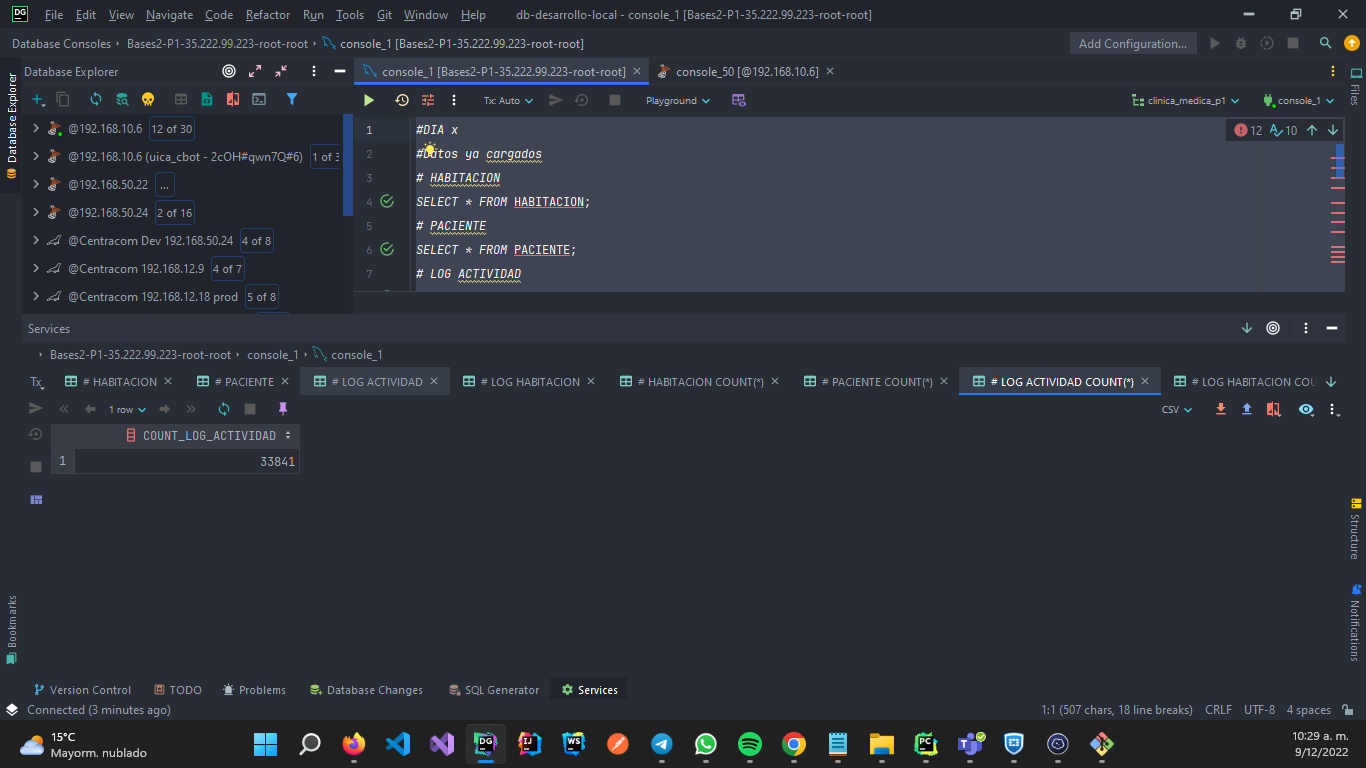 DG File Edit View Navigate Code Refactor Run Tools Git Window Help db-desarrollo-local - console_1 [Bases2-P1-35.222.99.223-root-root]
Database Consoles Bases2-P1-35.222.99.223-root-root console_1 [Bases2-P1-35.222.99.223-root-root] Add Configuration...
Database Explorer
Database Explorer
console_1 [Bases2-P1-35.222.99.223-root-root] console_50 [@192.168.10.6]
Files
Tx: Auto Playground clinica_medica_p1 console_1
@192.168.10.6 12 of 30
@192.168.10.6 (uica_cbot - 2cOH#qwn7Q#6) 1 of 3
@192.168.50.22 ...
@192.168.50.24 2 of 16
@Centracom Dev 192.168.50.24 4 of 8
@Centracom 192.168.12.9 4 of 7
@Centracom 192.168.12.18 prod 5 of 8
1 #DIA x
12 10
2 #Datos ya cargados
3 # HABITACION
4 SELECT * FROM HABITACION;
5 # PACIENTE
6 SELECT * FROM PACIENTE;
7 # LOG ACTIVIDAD
Services
Bases2-P1-35.222.99.223-root-root console_1 console_1
Tx # HABITACION # PACIENTE # LOG ACTIVIDAD # LOG HABITACION # HABITACION COUNT(*) # PACIENTE COUNT(*) # LOG ACTIVIDAD COUNT(*) # LOG HABITACION COU
1 row CSV
COUNT_LOG_ACTIVIDAD
1 33841
Structure
Notifications
Bookmarks
Version Control TODO Problems Database Changes SQL Generator Services
Connected (3 minutes ago) 1:1 (507 chars, 18 line breaks) CRLF UTF-8 4 spaces
15°C
Mayorm. nublado
DG IJ WS PC
10:29 a. m.
9/12/2022